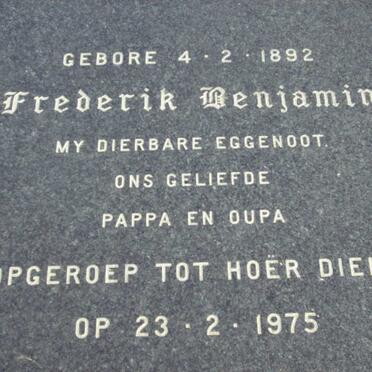 GEBORE 4 · 2 · 1892
Frederik Benjamin
MY DIERBARE EGGENOOT.
ONS GELIEFDE
PAPPA EN OUPA
OPGEROEP TOT HOËR DIE
OP 23 · 2 · 1975